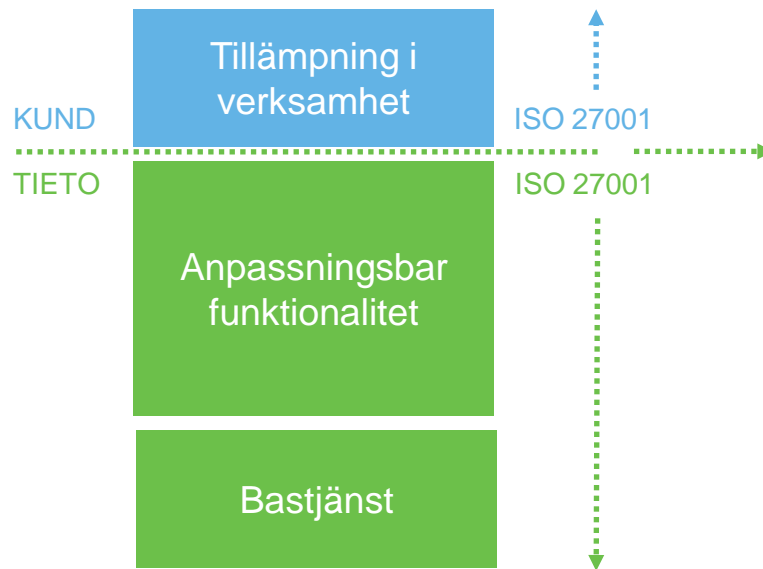 Tillämpning i
verksamhet
KUND
ISO 27001
TIETO
ISO 27001
Anpassningsbar
funktionalitet
Bastjänst